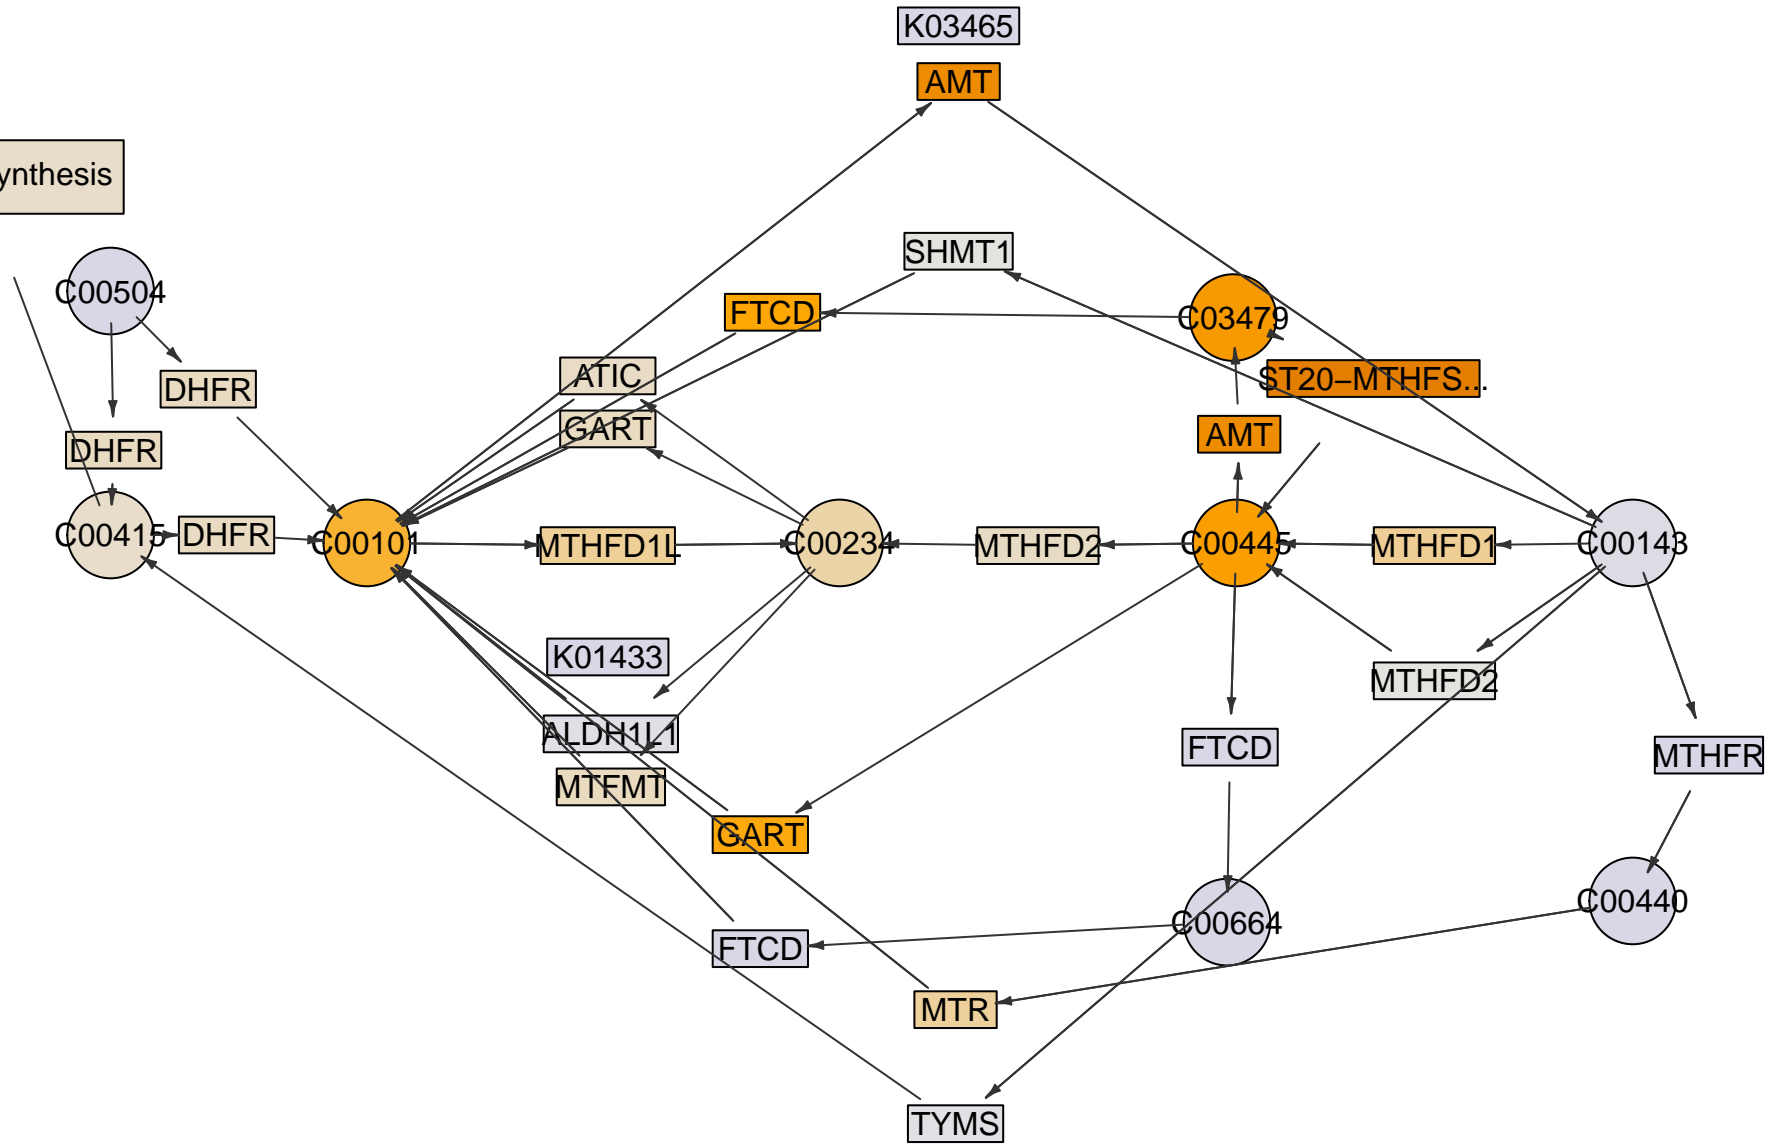 K03465
AMT
ynthesis
SHMT1
C00504
FTCD
C03479
ATIC
ST20−MTHFS...
DHFR
GART
AMT
DHFR
C00415
DHFR
C00101
MTHFD1L
C00234
MTHFD2
C00445
MTHFD1
C00143
K01433
MTHFD2
ALDH1L1
FTCD
MTHFR
MTFMT
GART
C00440
C00664
FTCD
MTR
TYMS